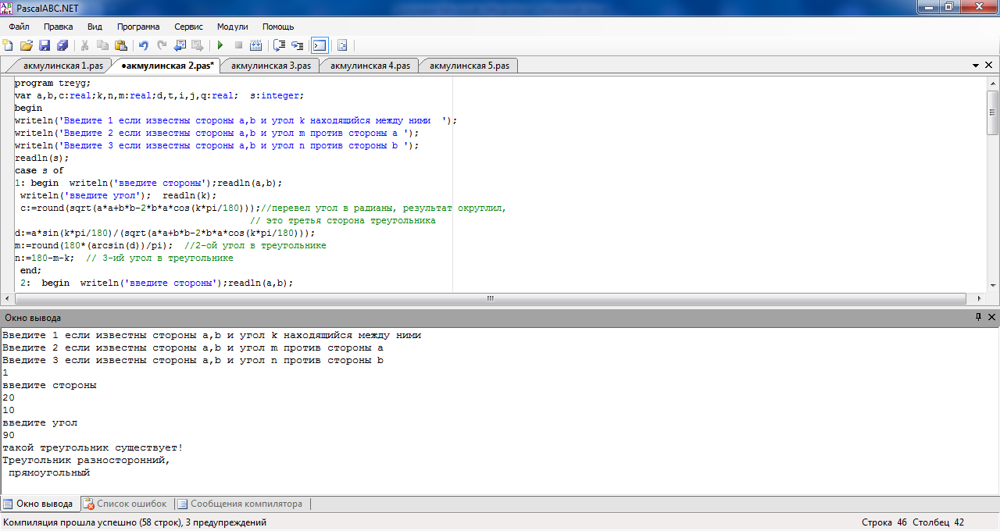 PascalABC.NET
Файл Правка Вид Программа Сервис Модули Помощь
акмулинская 1.pas •акмулинская 2.pas* акмулинская 3.pas акмулинская 4.pas акмулинская 5.pas
program treyg;
var a,b,c:real;k,n,m:real;d,t,i,j,q:real;  s:integer;
begin
writeln('Введите 1 если известны стороны a,b и угол k находящийся между ними  ');
writeln('Введите 2 если известны стороны a,b и угол m против стороны a ');
writeln('Введите 3 если известны стороны a,b и угол n против стороны b ');
readln(s);
case s of
1: begin  writeln('введите стороны');readln(a,b);
writeln('введите угол');  readln(k);
c:=round(sqrt(a*a+b*b-2*b*a*cos(k*pi/180)));//перевел угол в радианы, результат округлил,
// это третья сторона треугольника
d:=a*sin(k*pi/180)/(sqrt(a*a+b*b-2*b*a*cos(k*pi/180)));
m:=round(180*(arcsin(d))/pi);  //2-ой угол в треугольнике
n:=180-m-k;  // 3-ий угол в треугольнике
end;
2:  begin  writeln('введите стороны');readln(a,b);
Окно вывода
Введите 1 если известны стороны a,b и угол k находящийся между ними
Введите 2 если известны стороны a,b и угол m против стороны a
Введите 3 если известны стороны a,b и угол n против стороны b
1
введите стороны
20
10
введите угол
90
такой треугольник существует!
Треугольник разносторонний,
прямоугольный
Окно вывода Список ошибок Сообщения компилятора
Компиляция прошла успешно (58 строк), 3 предупреждений Строка 46 Столбец 42